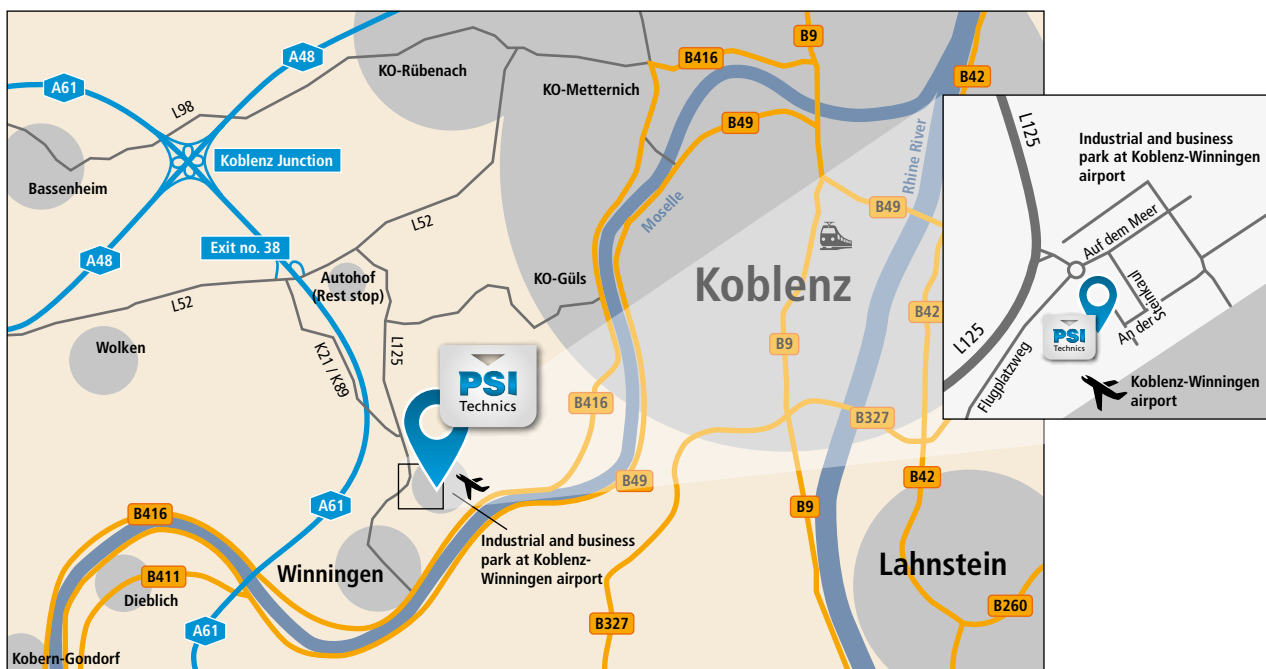 B9
A48
B416
KO-Rübenach
B42
A61
KO-Metternich
L98
B49
Rhine River
Koblenz Junction
Bassenheim
Moselle
B49
L52
Exit no. 38
A48
Autohof
(Rest stop)
KO-Güls
Koblenz
L52
B42
Wolken
K21 / K89
L125
B9
PSI
Technics
B416
B327
B49
B42
A61
B9
B416
Industrial and business
park at Koblenz-
Winningen airport
Winningen
Lahnstein
B411
Dieblich
B260
A61
B327
Kobern-Gondorf
L125
Industrial and business
park at Koblenz-Winningen
airport
Auf dem Meer
An der Steinkaul
L125
PSI
Technics
Flugplatzweg
Koblenz-Winningen
airport